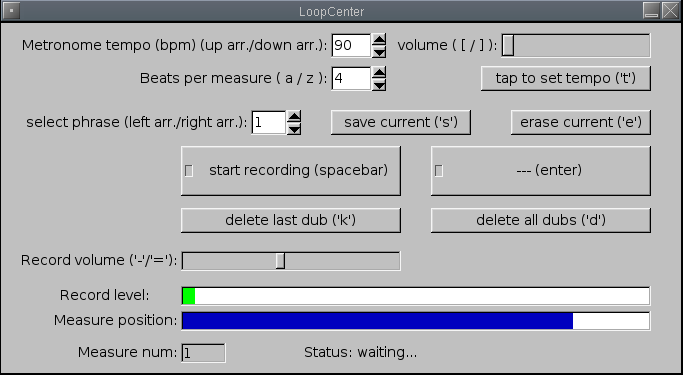 LoopCenter
Metronome tempo (bpm) (up arr./down arr.): 90 volume ( [ / ] ):
Beats per measure ( a / z ): 4 tap to set tempo ('t')
select phrase (left arr./right arr.): 1 save current ('s') erase current ('e')
start recording (spacebar) --- (enter)
delete last dub ('k') delete all dubs ('d')
Record volume ('-'/'='):
Record level:
Measure position:
Measure num: 1 Status: waiting...